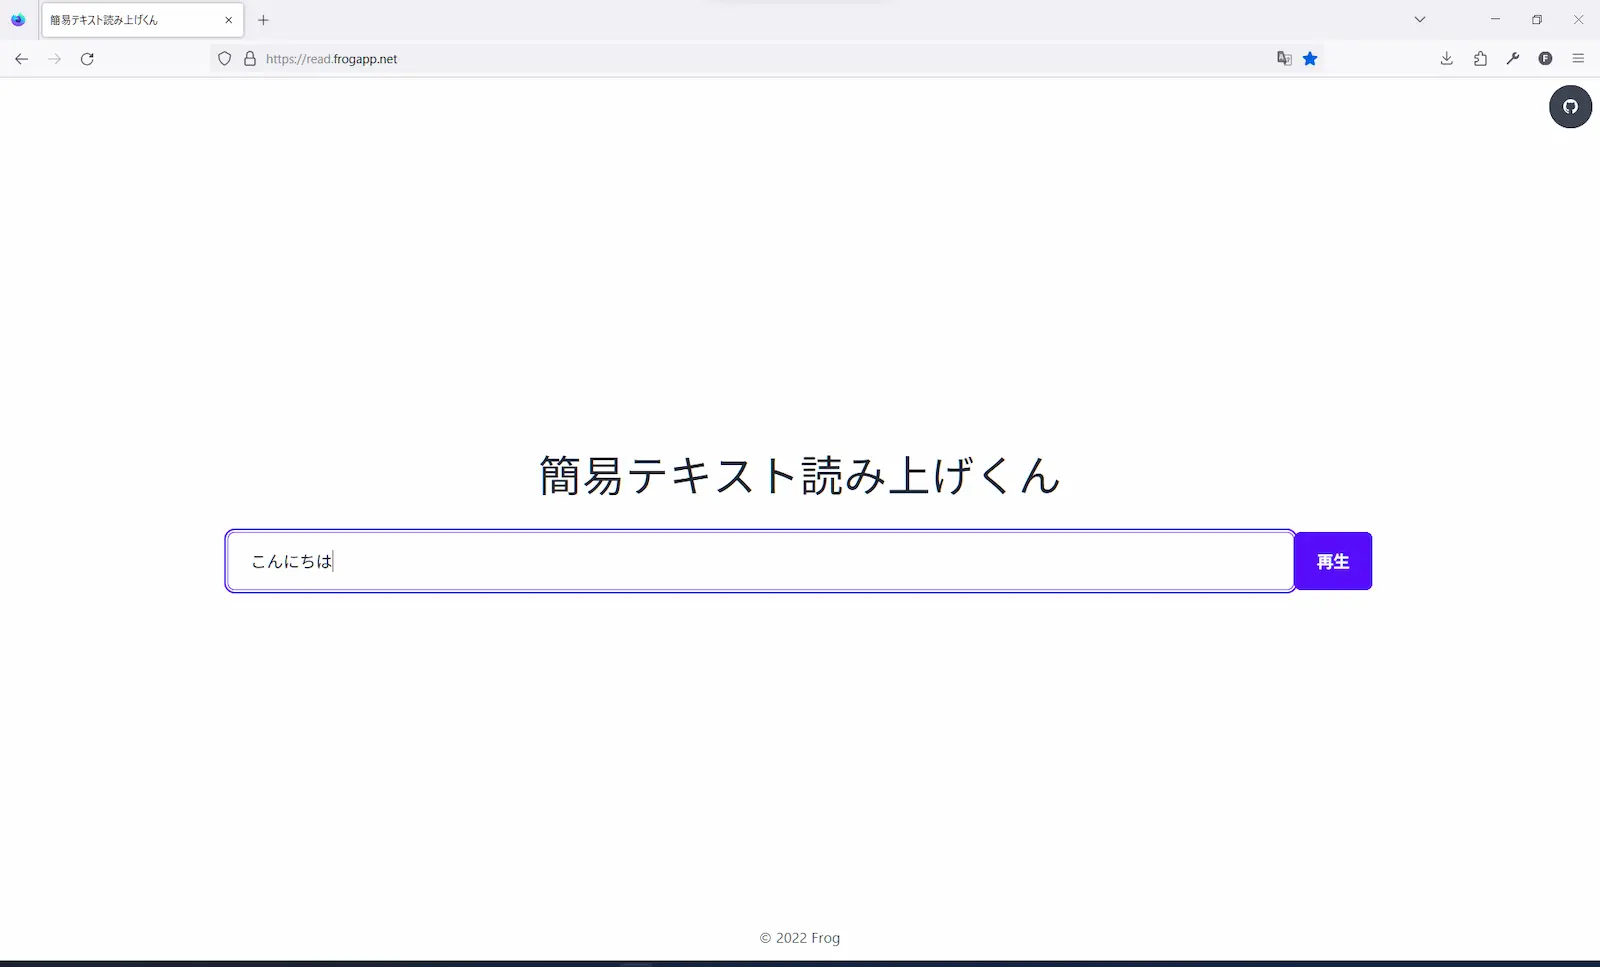 簡易テキスト読み上げくん
https://read.frogapp.net
F
簡易テキスト読み上げくん
こんにちは
再生
© 2022 Frog